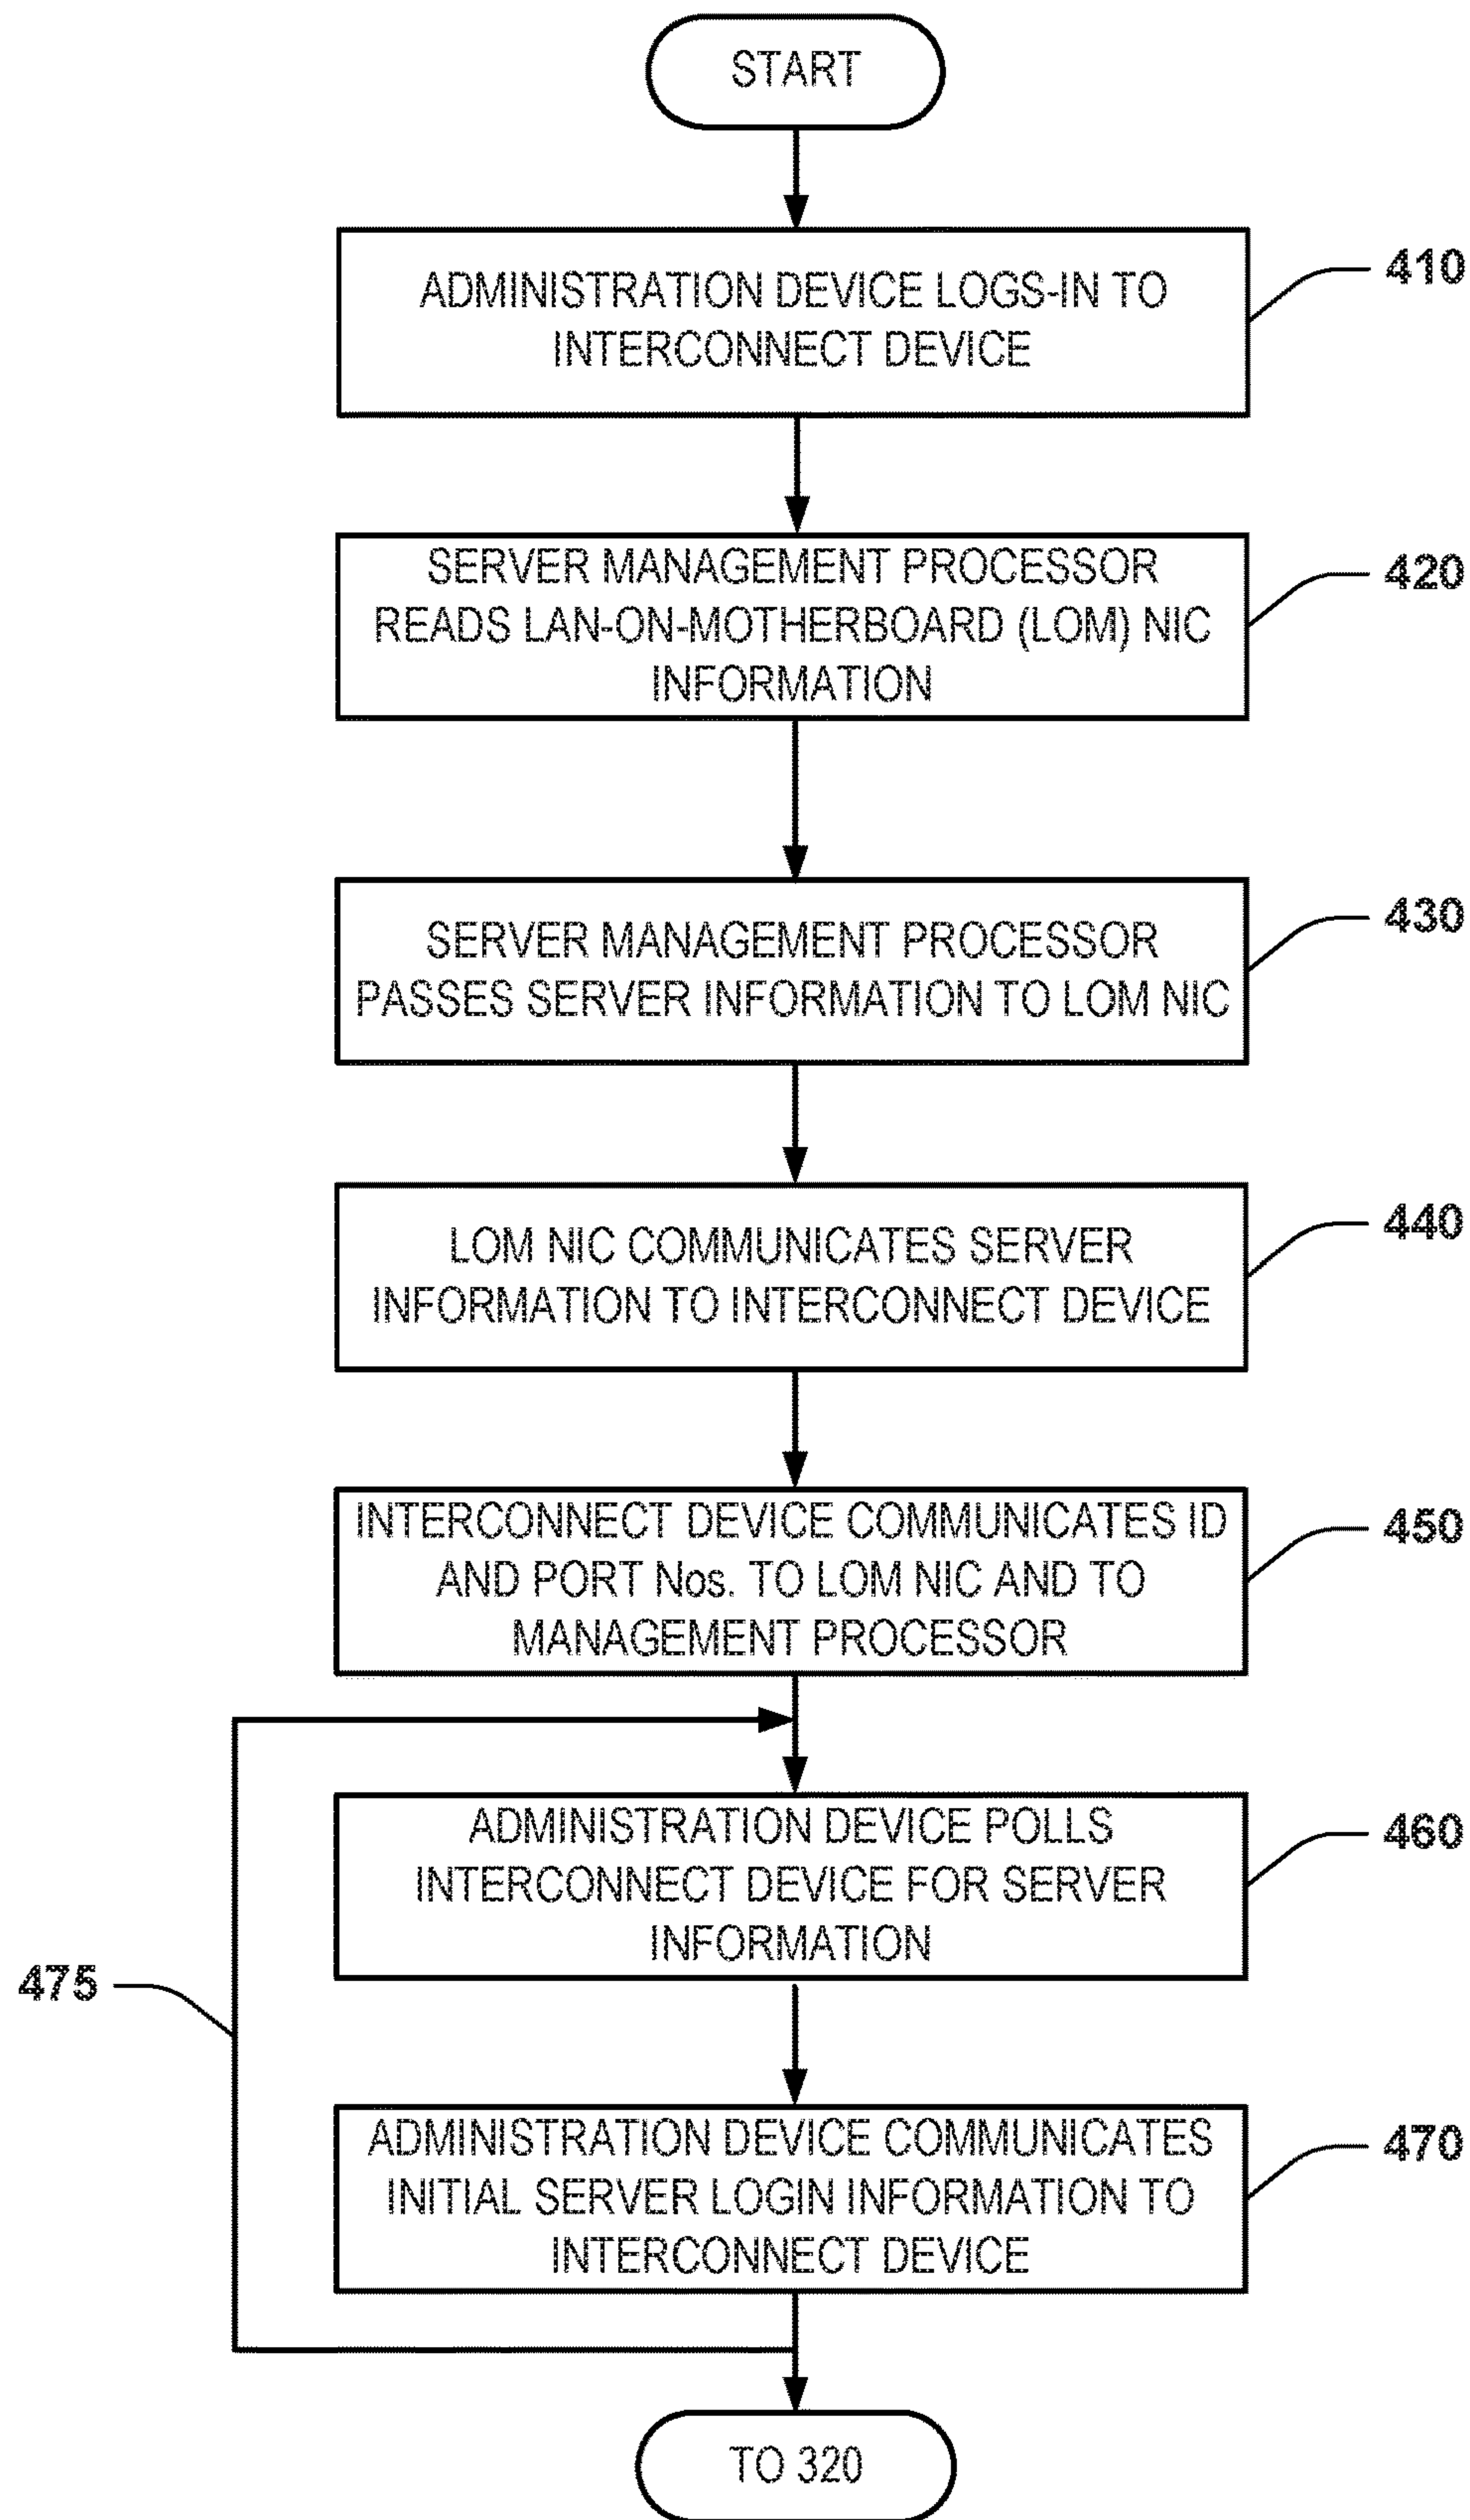 START
ADMINISTRATION DEVICE LOGS-IN TO
INTERCONNECT DEVICE
410
SERVER MANAGEMENT PROCESSOR
READS LAN-ON-MOTHERBOARD (LOM) NIC
INFORMATION
420
SERVER MANAGEMENT PROCESSOR
PASSES SERVER INFORMATION TO LOM NIC
430
LOM NIC COMMUNICATES SERVER
INFORMATION TO INTERCONNECT DEVICE
440
INTERCONNECT DEVICE COMMUNICATES ID
AND PORT Nos. TO LOM NIC AND TO
MANAGEMENT PROCESSOR
450
ADMINISTRATION DEVICE POLLS
INTERCONNECT DEVICE FOR SERVER
INFORMATION
460
475
ADMINISTRATION DEVICE COMMUNICATES
INITIAL SERVER LOGIN INFORMATION TO
INTERCONNECT DEVICE
470
TO 320